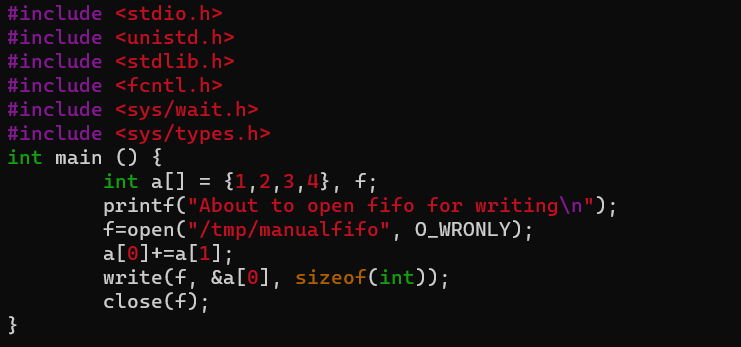 #include <stdio.h>
#include <unistd.h>
#include <stdlib.h>
#include <fcntl.h>
#include <sys/wait.h>
#include <sys/types.h>
int main () {
        int a[] = {1,2,3,4}, f;
        printf("About to open fifo for writing\n");
        f=open("/tmp/manualfifo", O_WRONLY);
        a[0]+=a[1];
        write(f, &a[0], sizeof(int));
        close(f);
}